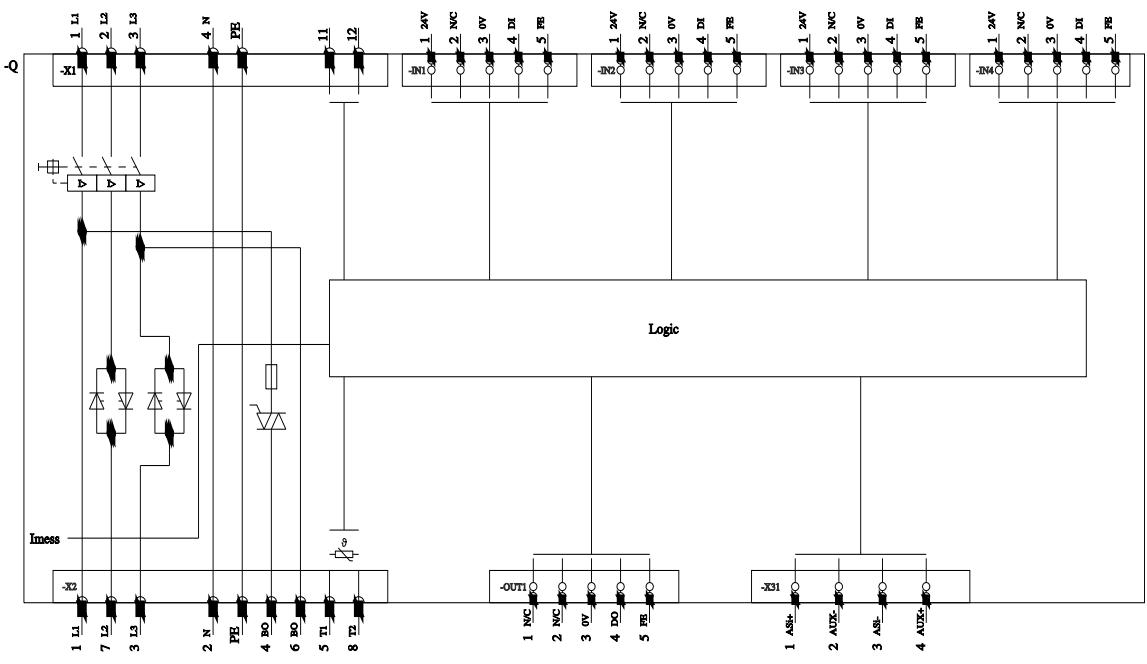 1 L1
2 L2
3 L3
4 N
PE
11
12
1 24V
2 N/C
3 0V
4 DI
5 FE
1 24V
2 N/C
3 0V
4 DI
5 FE
1 24V
2 N/C
3 0V
4 DI
5 FE
1 24V
2 N/C
3 0V
4 DI
5 FE
-Q
-X1
-IN1
-IN2
-IN3
-IN4
Logic
Imess
ϑ
-X2
-OUT1
-X31
1 L1
7 L2
3 L3
2 N
PE
4 BO
6 BO
5 T1
8 T2
1 N/C
2 N/C
3 0V
4 DO
5 FE
1 ASi+
2 AUX-
3 ASi-
4 AUX+